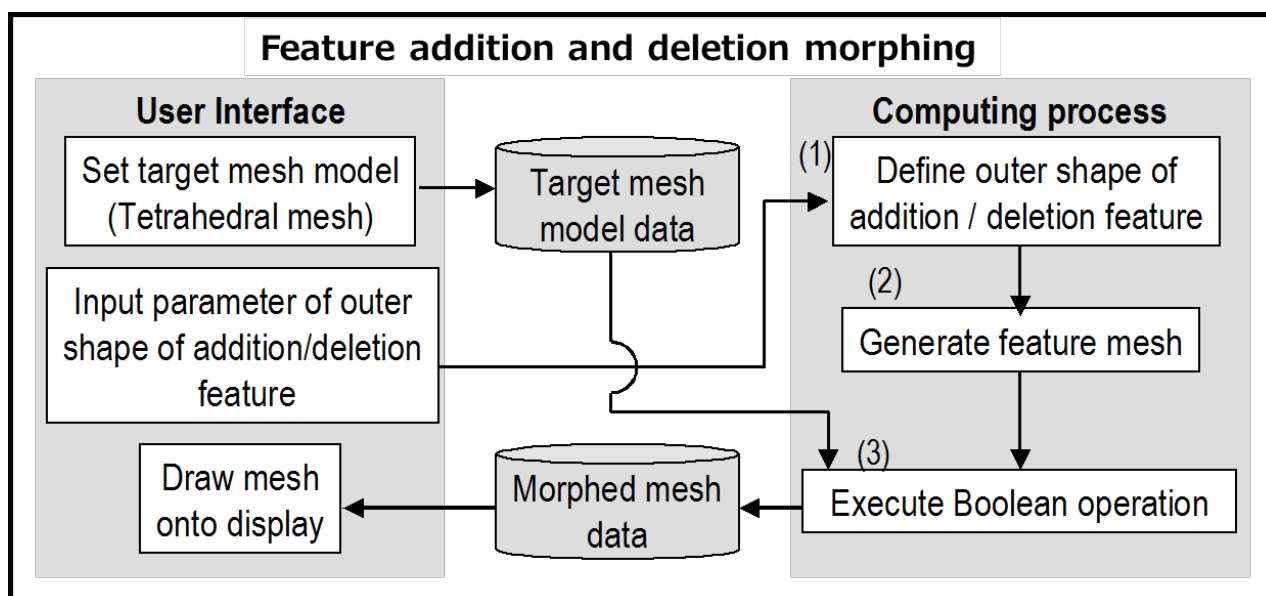 Feature addition and deletion morphing
User Interface
Set target mesh model
(Tetrahedral mesh)
Input parameter of outer
shape of addition/deletion
feature
Draw mesh
onto display
Target mesh
model data
Morphed mesh
data
Computing process
(1)
Define outer shape of
addition / deletion feature
(2)
Generate feature mesh
(3)
Execute Boolean operation